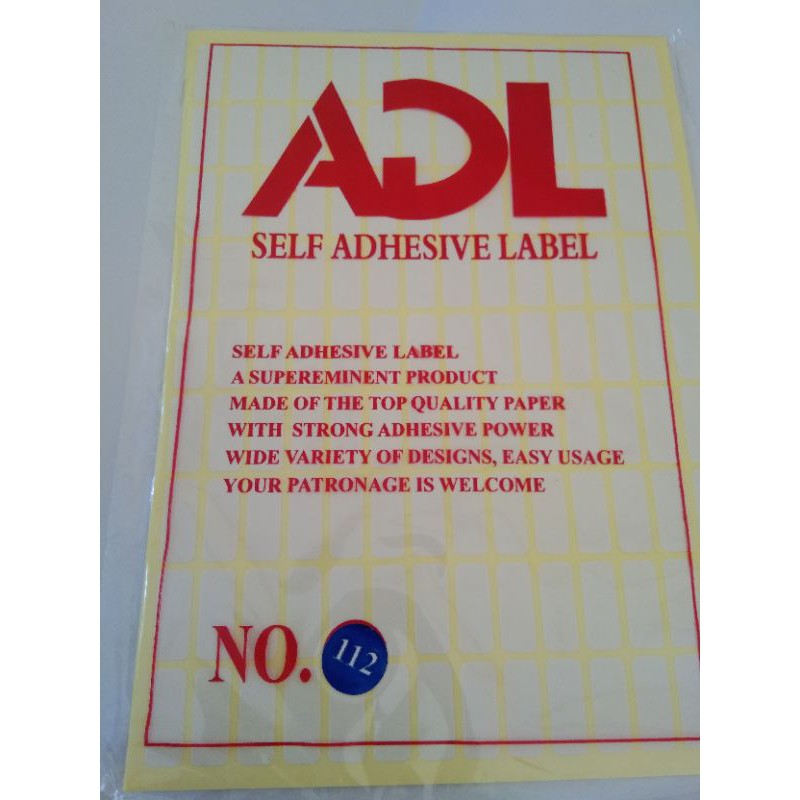 ADL
SELF ADHESIVE LABEL
SELF ADHESIVE LABEL
A SUPEREMINENT PRODUCT
MADE OF THE TOP QUALITY PAPER
WITH STRONG ADHESIVE POWER
WIDE VARIETY OF DESIGNS, EASY USAGE
YOUR PATRONAGE IS WELCOME
NO. 112